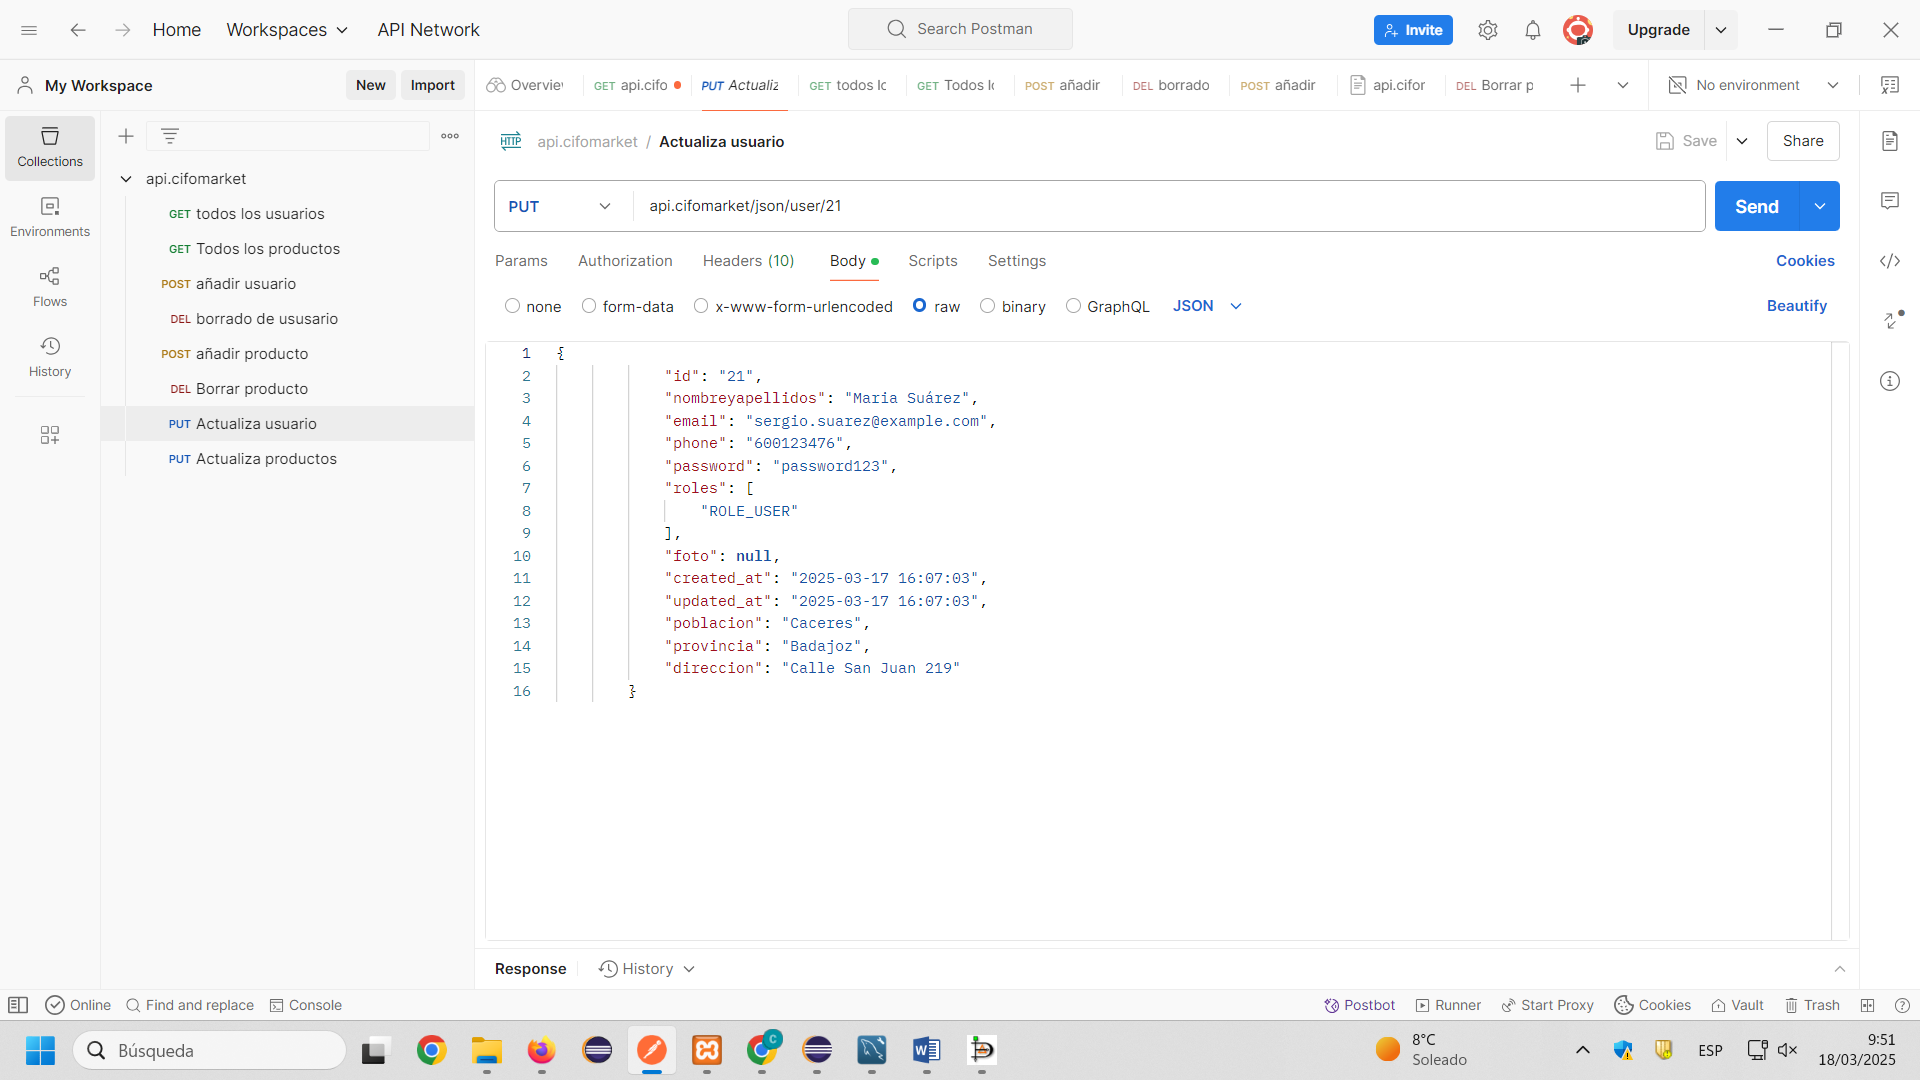 Home Workspaces API Network Search Postman Invite Upgrade
My Workspace New Import Overviev GET api.cifo PUT Actualiz GET todos lc GET Todos l POST añadir DEL borrado POST añadir api.cifor DEL Borrar p No environment
Collections
Environments
Flows
History
api.cifomarket
GET todos los usuarios
GET Todos los productos
POST añadir usuario
DEL borrado de ususario
POST añadir producto
DEL Borrar producto
PUT Actualiza usuario
PUT Actualiza productos
HTTP api.cifomarket / Actualiza usuario Save Share
PUT api.cifomarket/json/user/21 Send
Params Authorization Headers (10) Body Scripts Settings Cookies
none form-data x-www-form-urlencoded raw binary GraphQL JSON Beautify
1 {
2 "id": "21",
3 "nombreyapellidos": "Maria Suárez",
4 "email": "sergio.suarez@example.com",
5 "phone": "600123476",
6 "password": "password123",
7 "roles": [
8 "ROLE_USER"
9 ],
10 "foto": null,
11 "created_at": "2025-03-17 16:07:03",
12 "updated_at": "2025-03-17 16:07:03",
13 "poblacion": "Caceres",
14 "provincia": "Badajoz",
15 "direccion": "Calle San Juan 219"
16 }
Response History
Online Find and replace Console Postbot Runner Start Proxy Cookies Vault Trash
Búsqueda 8°C ESP 9:51
Soleado 18/03/2025